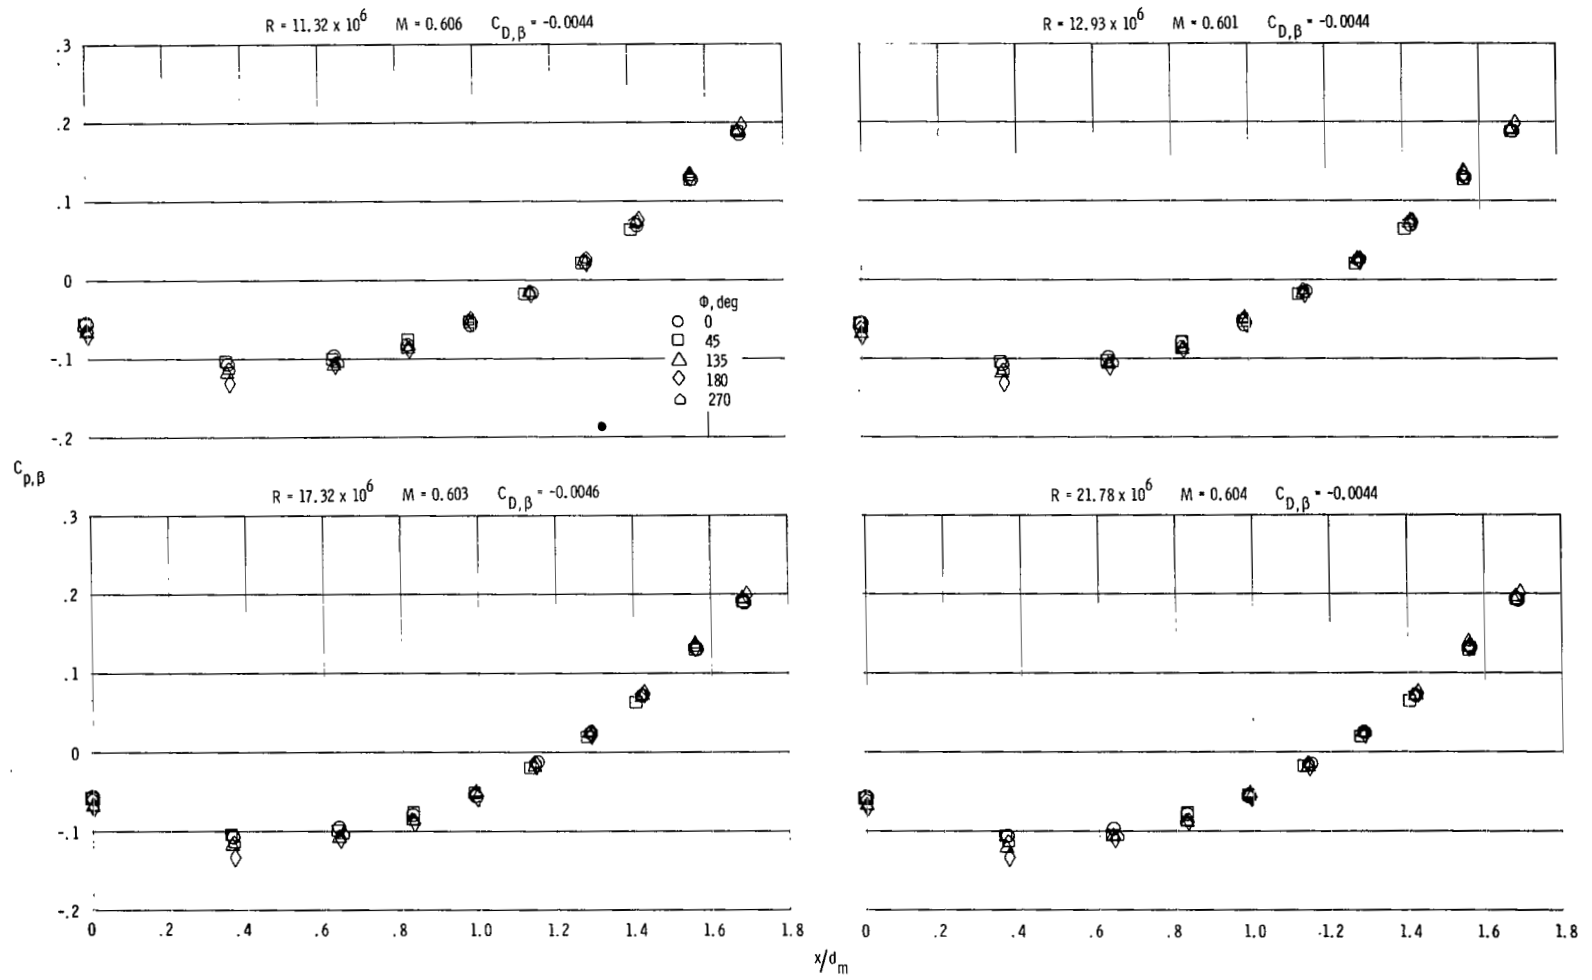 R = 11.32 x 10^6 M = 0.606 C_D,β = -0.0044
R = 12.93 x 10^6 M = 0.601 C_D,β = -0.0044
.3
.2
.1
0
-.1
-.2
Φ, deg
0
45
135
180
270
C_p,β
R = 17.32 x 10^6 M = 0.603 C_D,β = -0.0046
R = 21.78 x 10^6 M = 0.604 C_D,β = -0.0044
.3
.2
.1
0
-.1
-.2
0 .2 .4 .6 .8 1.0 1.2 1.4 1.6 1.8
0 .2 .4 .6 .8 1.0 1.2 1.4 1.6 1.8
x/d_m